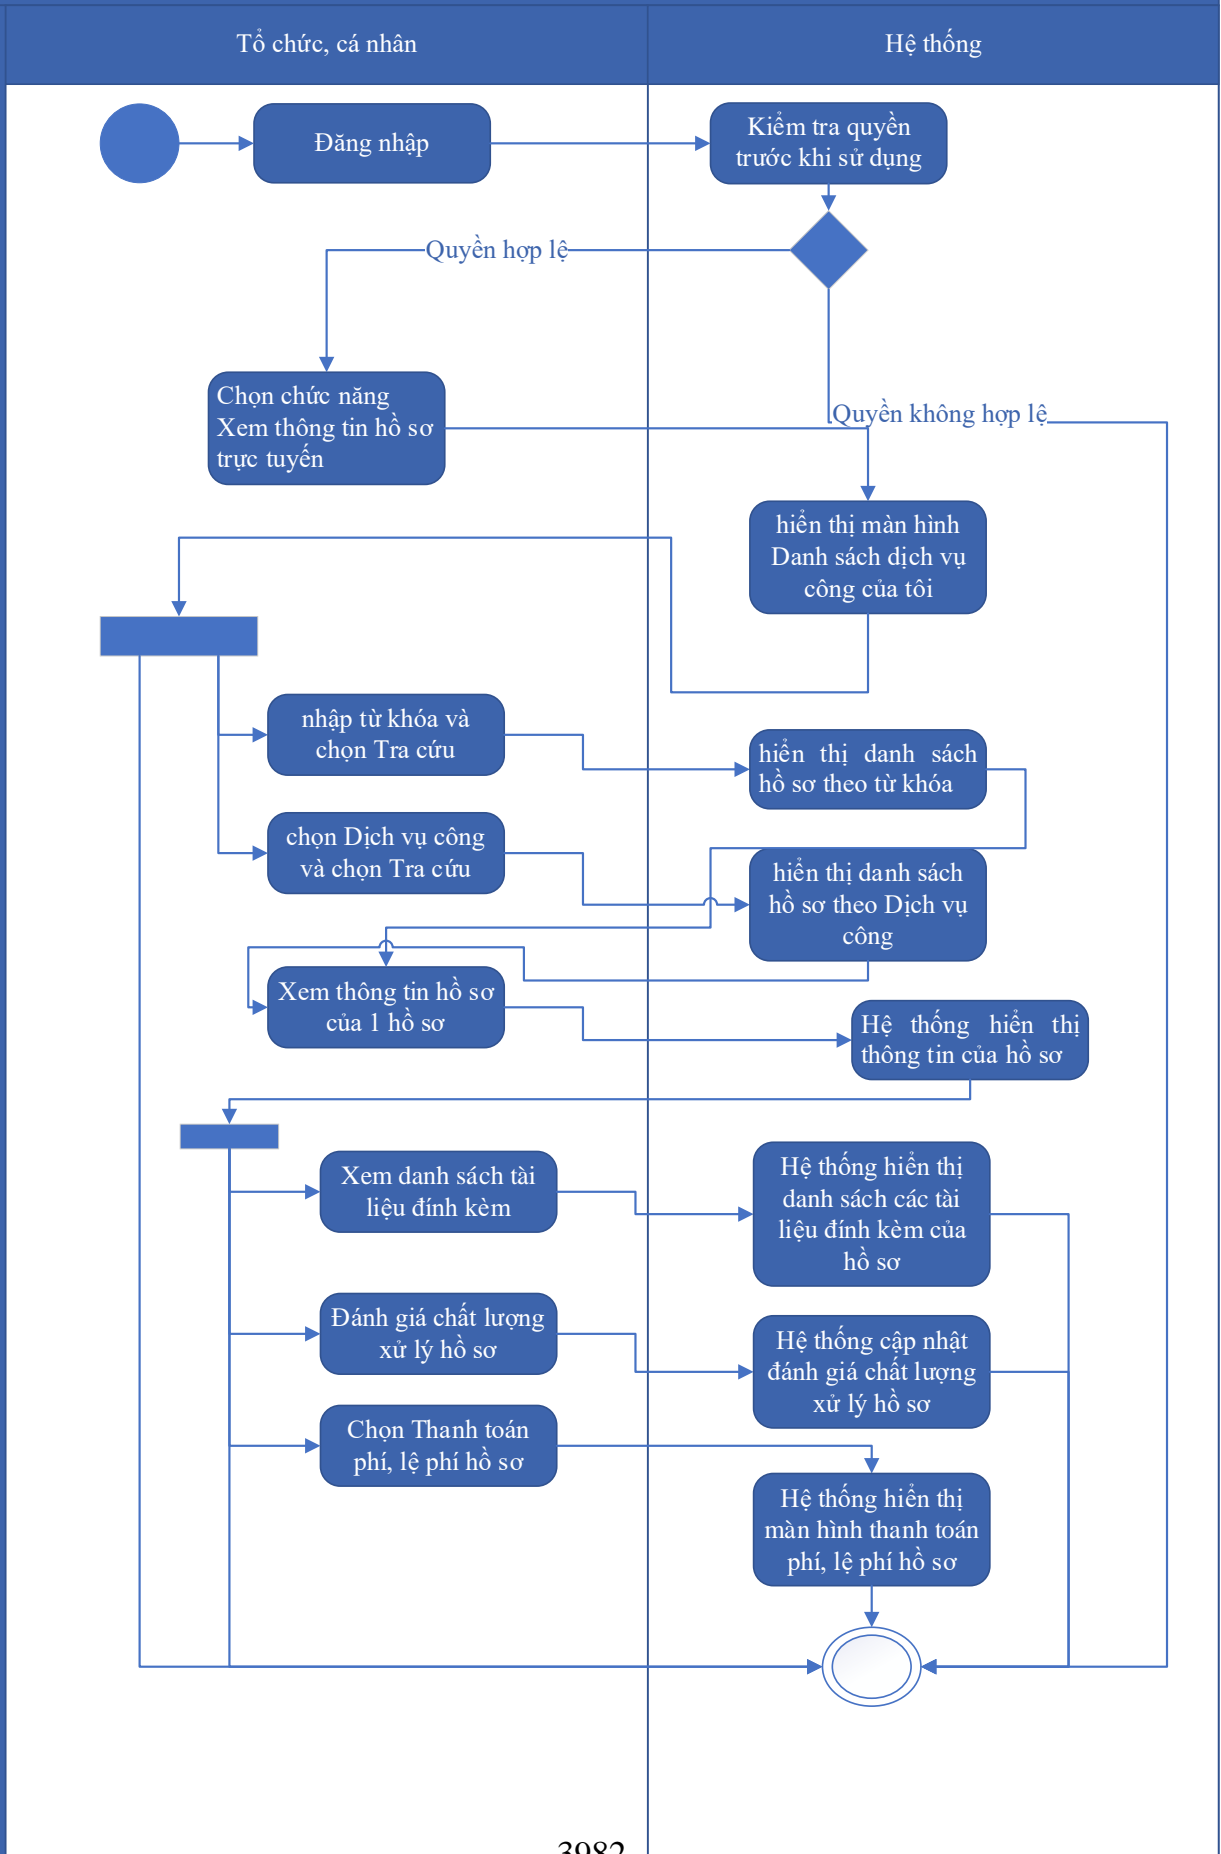 Tổ chức, cá nhân
Hệ thống
Đăng nhập
Kiểm tra quyền
trước khi sử dụng
Quyền hợp lệ
Chọn chức năng
Xem thông tin hồ sơ
trực tuyến
Quyền không hợp lệ
hiển thị màn hình
Danh sách dịch vụ
công của tôi
nhập từ khóa và
chọn Tra cứu
hiển thị danh sách
hồ sơ theo từ khóa
chọn Dịch vụ công
và chọn Tra cứu
hiển thị danh sách
hồ sơ theo Dịch vụ
công
Xem thông tin hồ sơ
của 1 hồ sơ
Hệ thống hiển thị
thông tin của hồ sơ
Xem danh sách tài
liệu đính kèm
Hệ thống hiển thị
danh sách các tài
liệu đính kèm của
hồ sơ
Đánh giá chất lượng
xử lý hồ sơ
Hệ thống cập nhật
đánh giá chất lượng
xử lý hồ sơ
Chọn Thanh toán
phí, lệ phí hồ sơ
Hệ thống hiển thị
màn hình thanh toán
phí, lệ phí hồ sơ
3982